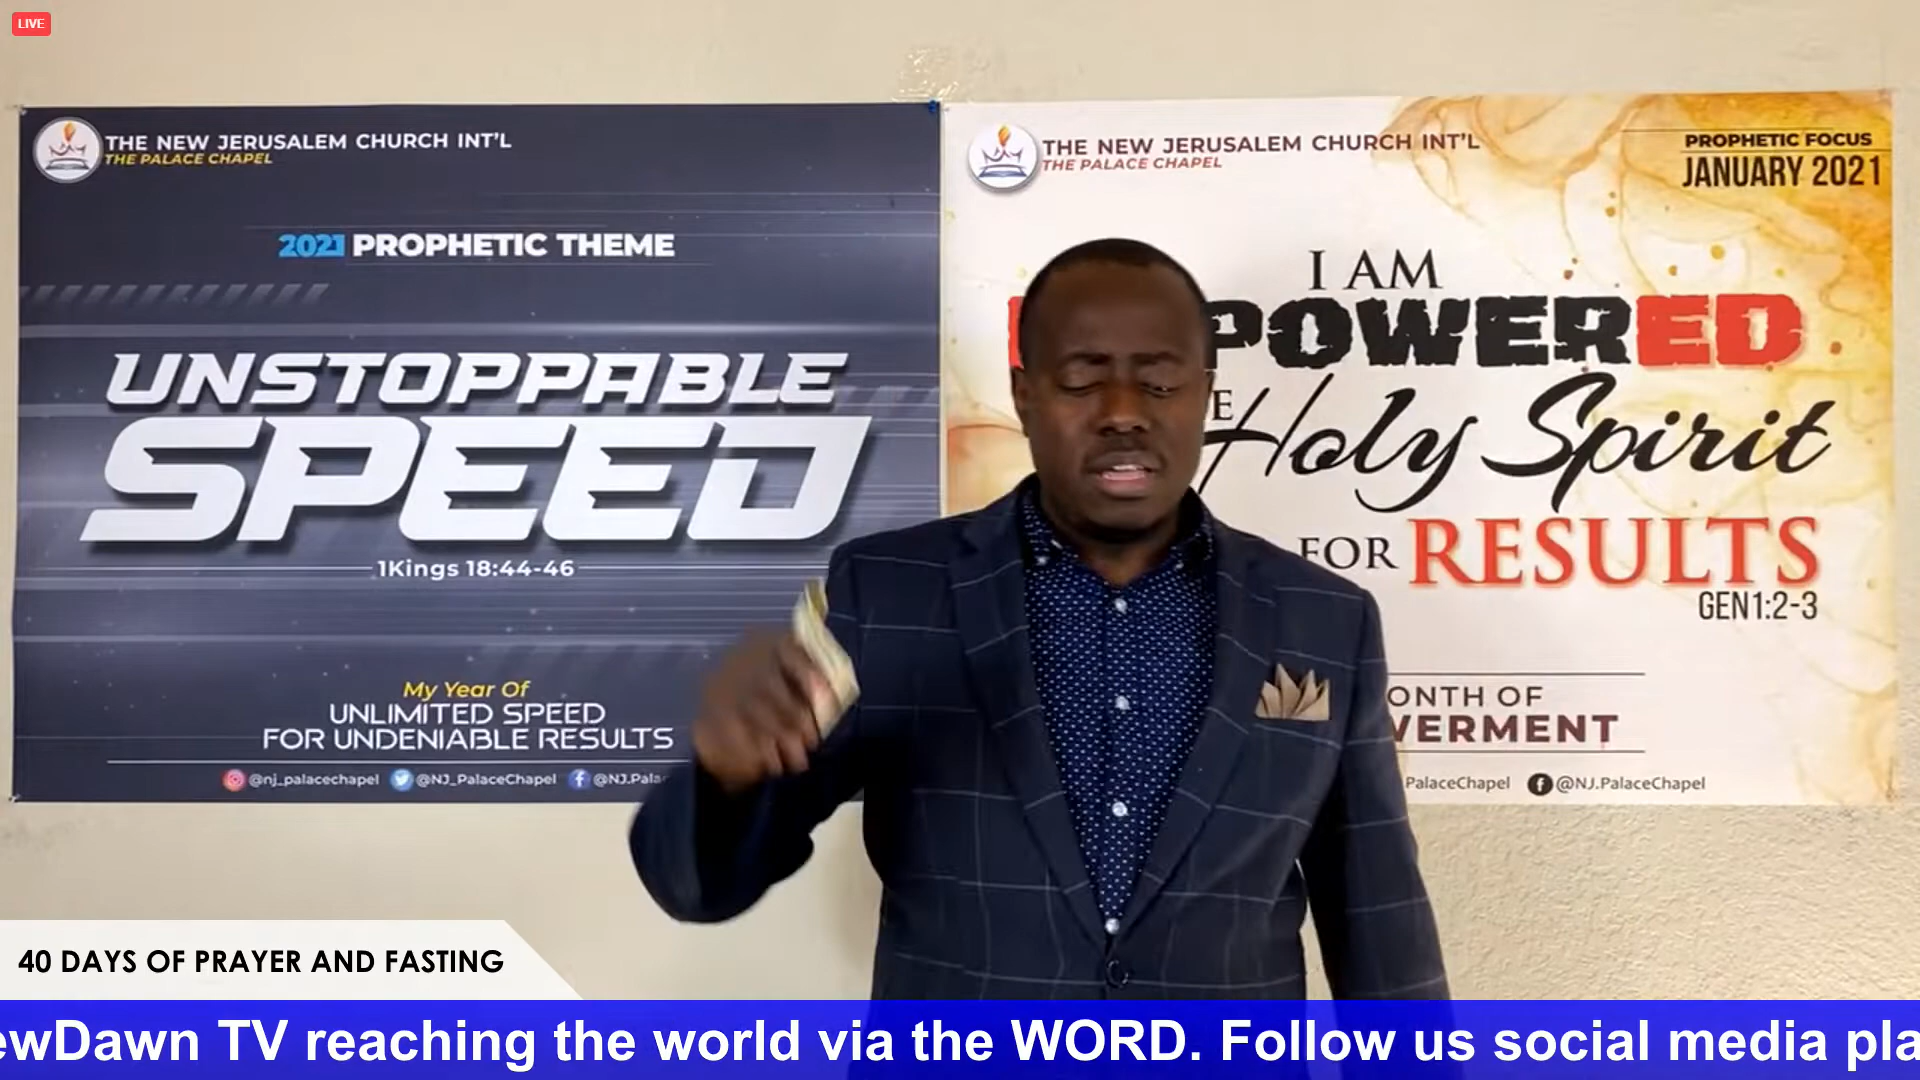 LIVE
THE NEW JERUSALEM CHURCH INT'L
THE PALACE CHAPEL
2021 PROPHETIC THEME
UNSTOPPABLE
SPEED
1Kings 18:44-46
My Year Of
UNLIMITED SPEED
FOR UNDENIABLE RESULTS
@nj_palacechapel @NJ_PalaceChapel @NJ.Pala
THE NEW JERUSALEM CHURCH INT'L
THE PALACE CHAPEL
PROPHETIC FOCUS
JANUARY 2021
I AM
POWERED
E Holy Spirit
FOR RESULTS
GEN1:2-3
ONTH OF
WERMENT
PalaceChapel @NJ.PalaceChapel
40 DAYS OF PRAYER AND FASTING
ewDawn TV reaching the world via the WORD. Follow us social media pla